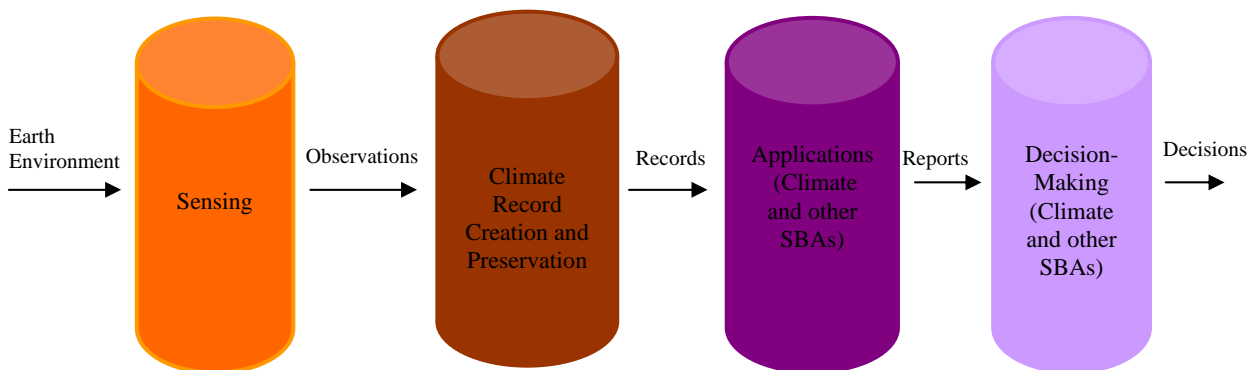 Earth
Environment
Sensing
Observations
Climate
Record
Creation and
Preservation
Records
Applications
(Climate
and other
SBAs)
Reports
Decision-
Making
(Climate
and other
SBAs)
Decisions